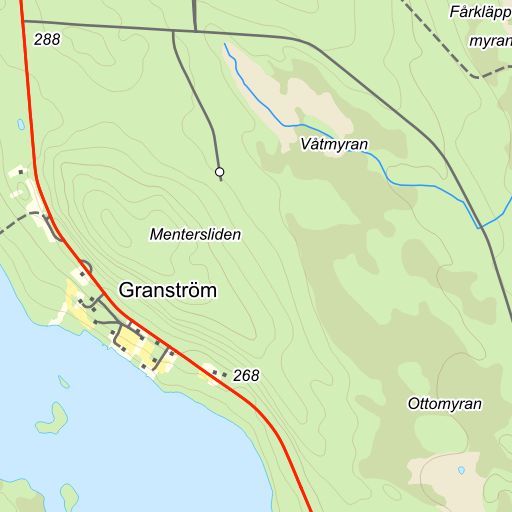 Fårkläpp
myran
288
Våtmyran
Mentersliden
Granström
268
Ottomyran